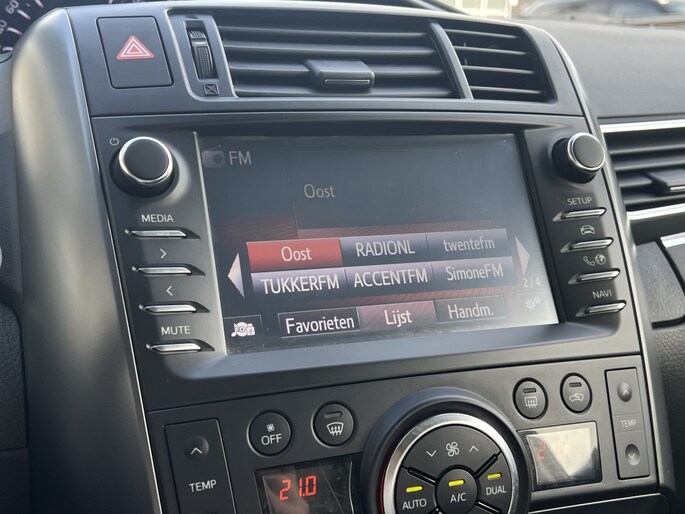 FM
Oost
MEDIA
SETUP
Oost RADIONL twentefm
TUKKERFM ACCENTFM SimoneFM
2/4
Favorieten Lijst Handm.
MUTE
NAVI
OFF
TEMP
TEMP
21.0
AUTO A/C DUAL